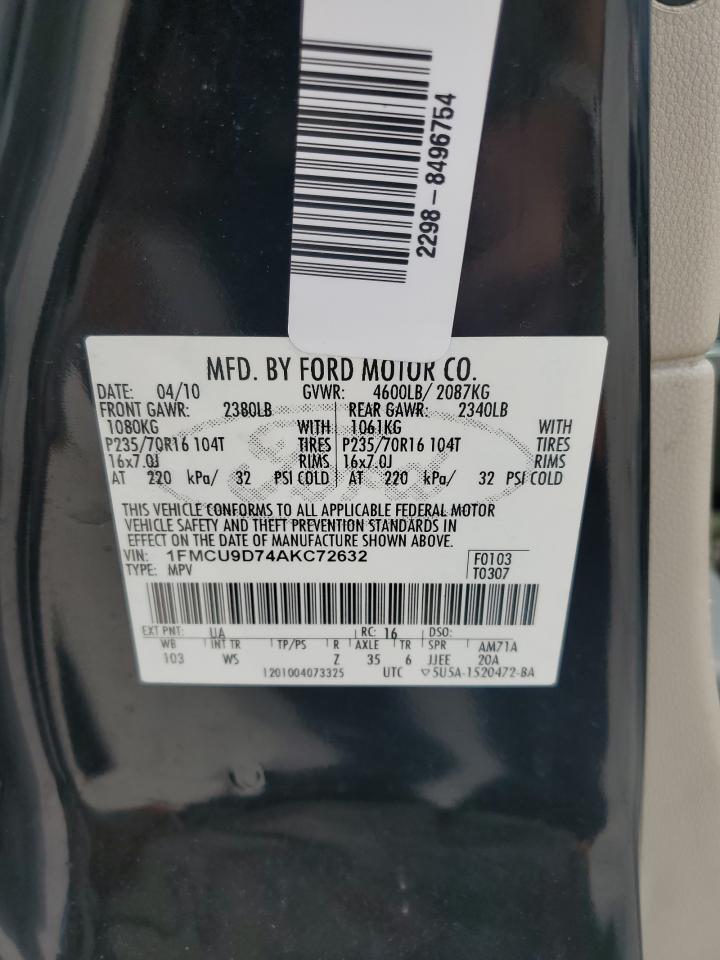 2298 – 8496754
MFD. BY FORD MOTOR CO.
DATE: 04/10 GVWR: 4600LB/ 2087KG
FRONT GAWR: 2380LB REAR GAWR: 2340LB
1080KG WITH 1061KG WITH
P235/70R16 104T TIRES P235/70R16 104T TIRES
16x7.0J RIMS 16x7.0J RIMS
AT 220 kPa/ 32 PSI COLD AT 220 kPa/ 32 PSI COLD
THIS VEHICLE CONFORMS TO ALL APPLICABLE FEDERAL MOTOR
VEHICLE SAFETY AND THEFT PREVENTION STANDARDS IN
EFFECT ON THE DATE OF MANUFACTURE SHOWN ABOVE.
VIN: 1FMCU9D74AKC72632 F0103
TYPE: MPV T0307
EXT PNT: UA RC: 16 DSO:
WB INT TR TP/PS R AXLE TR SPR AM71A
103 WS Z 35 6 JJEE 20A
1201004073325 UTC ▽5U5A-1520472-BA